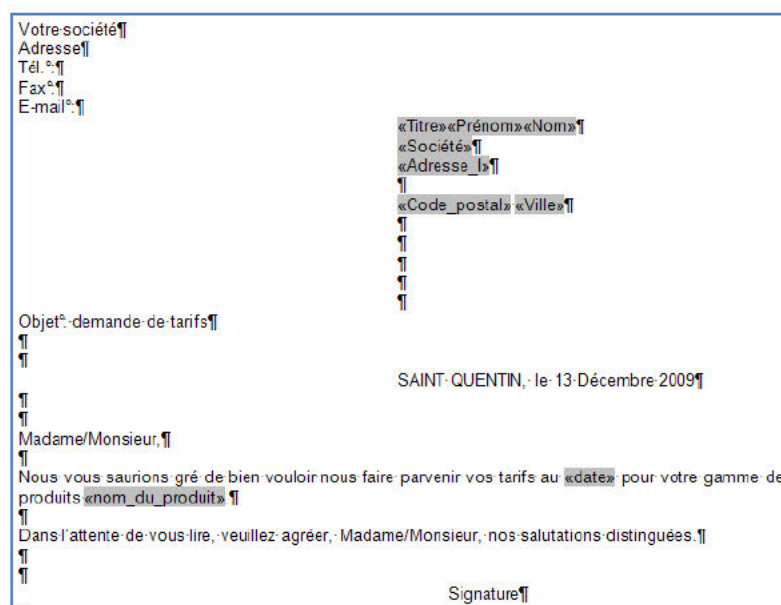 Votre société¶
Adresse¶
Tél.°:¶
Fax°:¶
E-mail°:¶
«Titre»«Prénom»«Nom»¶
«Société»¶
«Adresse_l»¶
¶
«Code_postal»·«Ville»¶
¶
¶
¶
¶
¶
Objet°:·demande·de·tarifs¶
¶
¶
SAINT·QUENTIN,·le·13·Décembre·2009¶
¶
¶
Madame/Monsieur,¶
¶
Nous·vous·saurions·gré·de·bien·vouloir·nous·faire·parvenir·vos·tarifs·au·«date»·pour·votre·gamme·de
produits·«nom_du_produit»·¶
¶
Dans·l'attente·de·vous·lire,·veuillez·agréer,·Madame/Monsieur,·nos·salutations·distinguées.¶
¶
¶
Signature¶